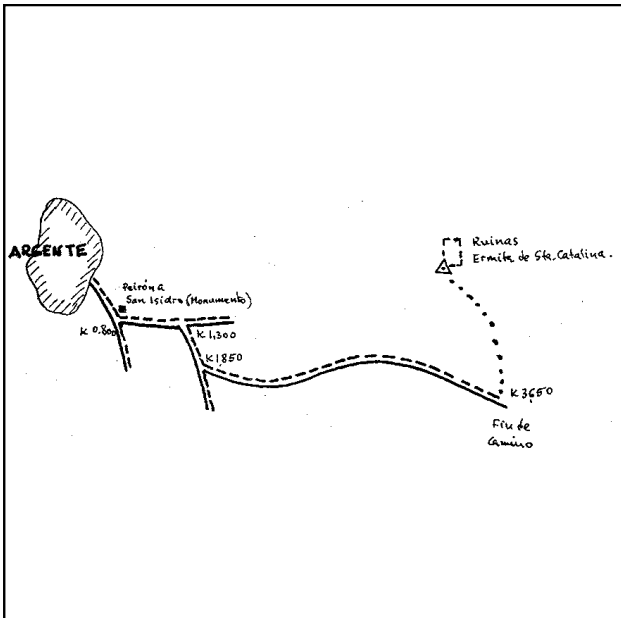 ARGENTE
Ruinas
Ermita de Sta. Catalina.
Peirón a
San Isidro (Monumento)
K 0,800
K 1,300
K 1850
K 3650
Fin de
Camino